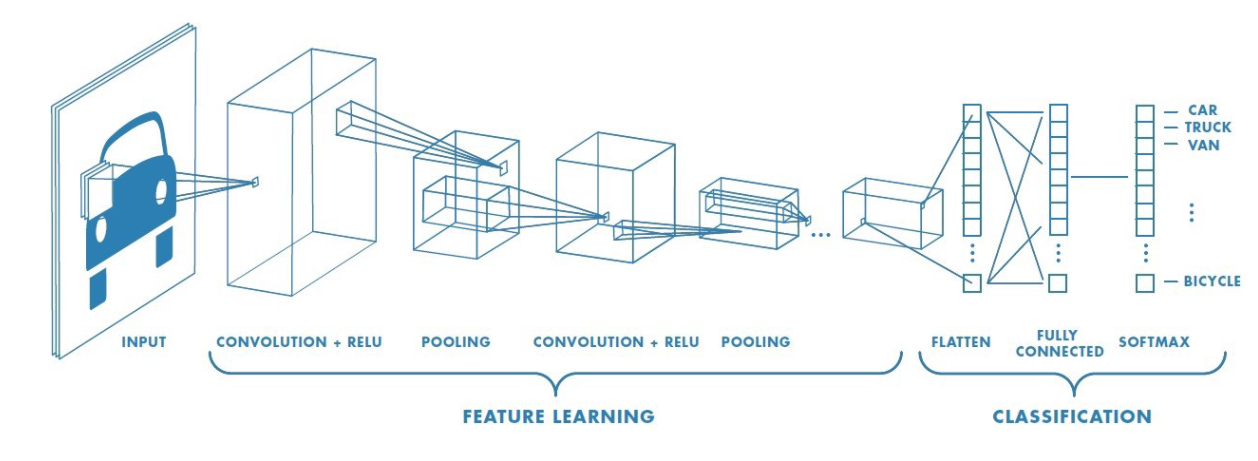 CAR
TRUCK
VAN
BICYCLE
INPUT
CONVOLUTION + RELU
POOLING
CONVOLUTION + RELU
POOLING
FLATTEN
FULLY
CONNECTED
SOFTMAX
FEATURE LEARNING
CLASSIFICATION